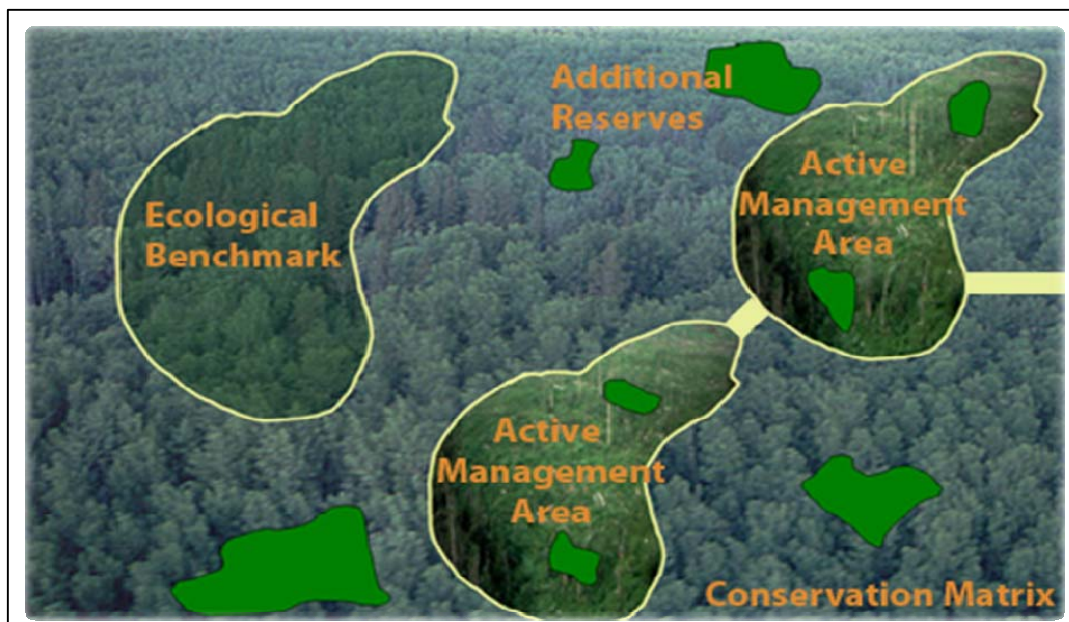 Additional
Reserves
Active
Management
Area
Ecological
Benchmark
Active
Management
Area
Conservation Matrix